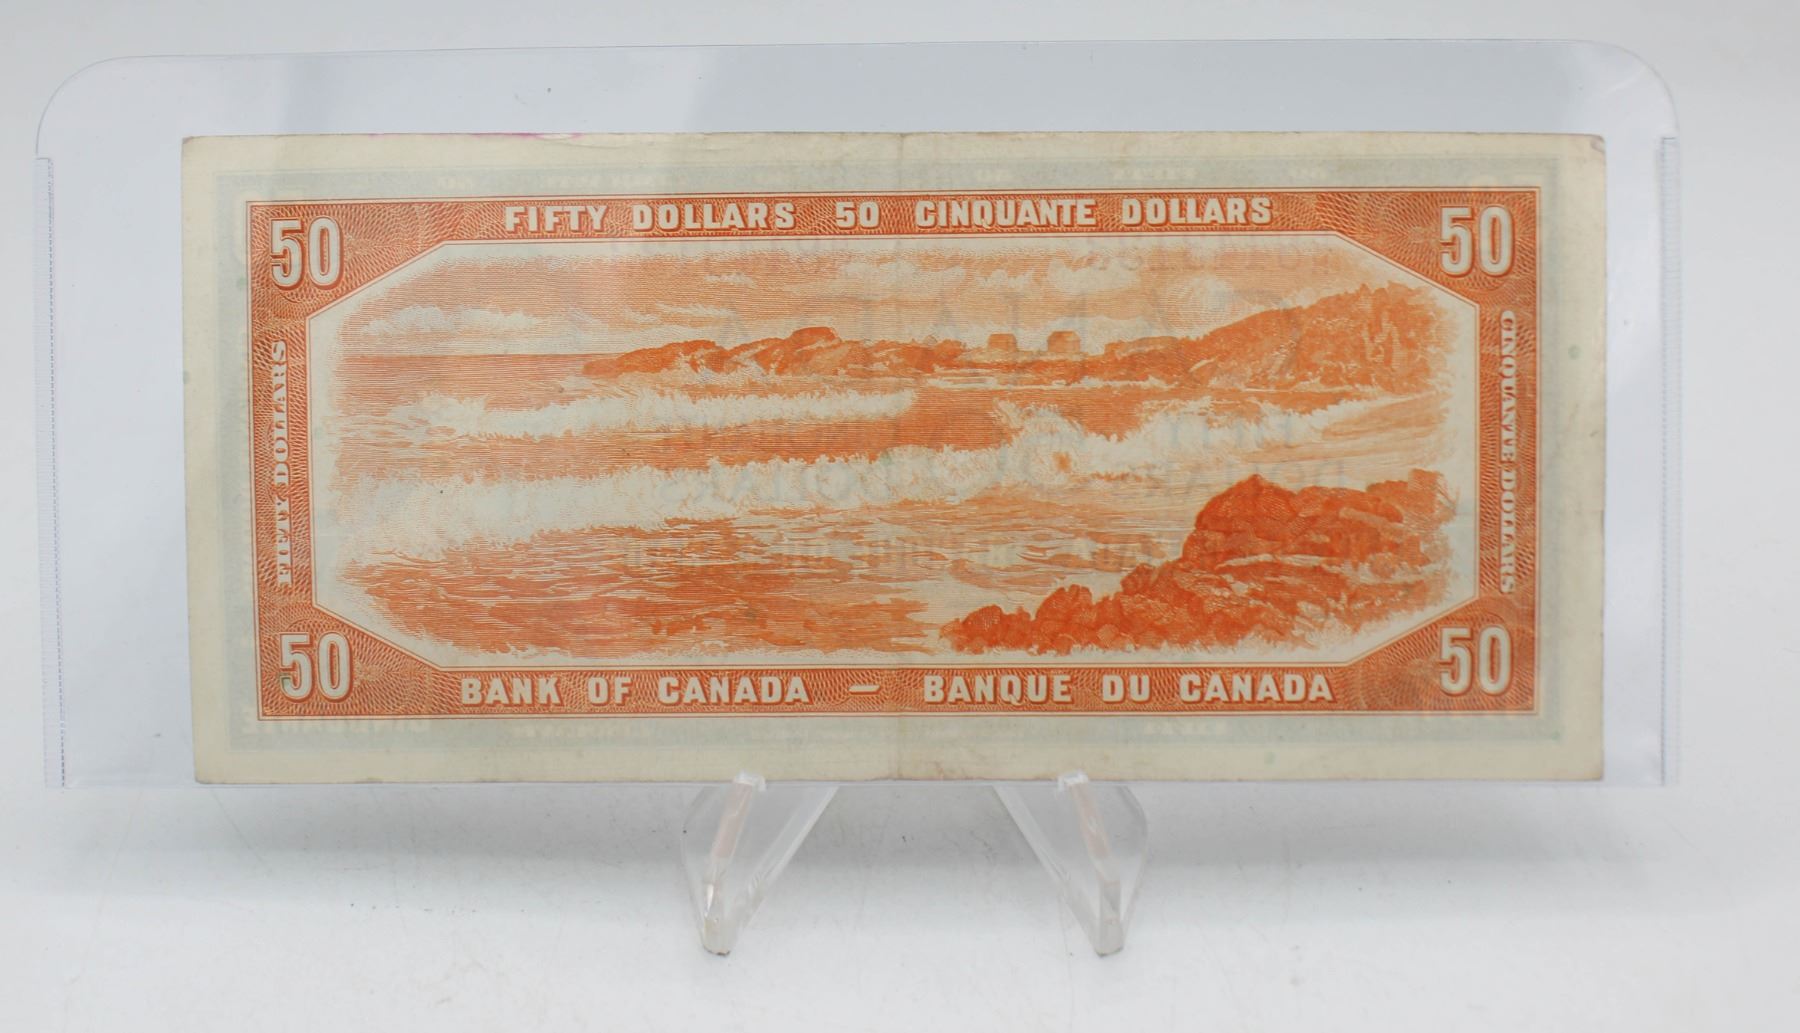 FIFTY DOLLARS 50 CINQUANTE DOLLARS
50
50
FIFTY DOLLARS
CINQUANTE DOLLARS
50
50
BANK OF CANADA — BANQUE DU CANADA